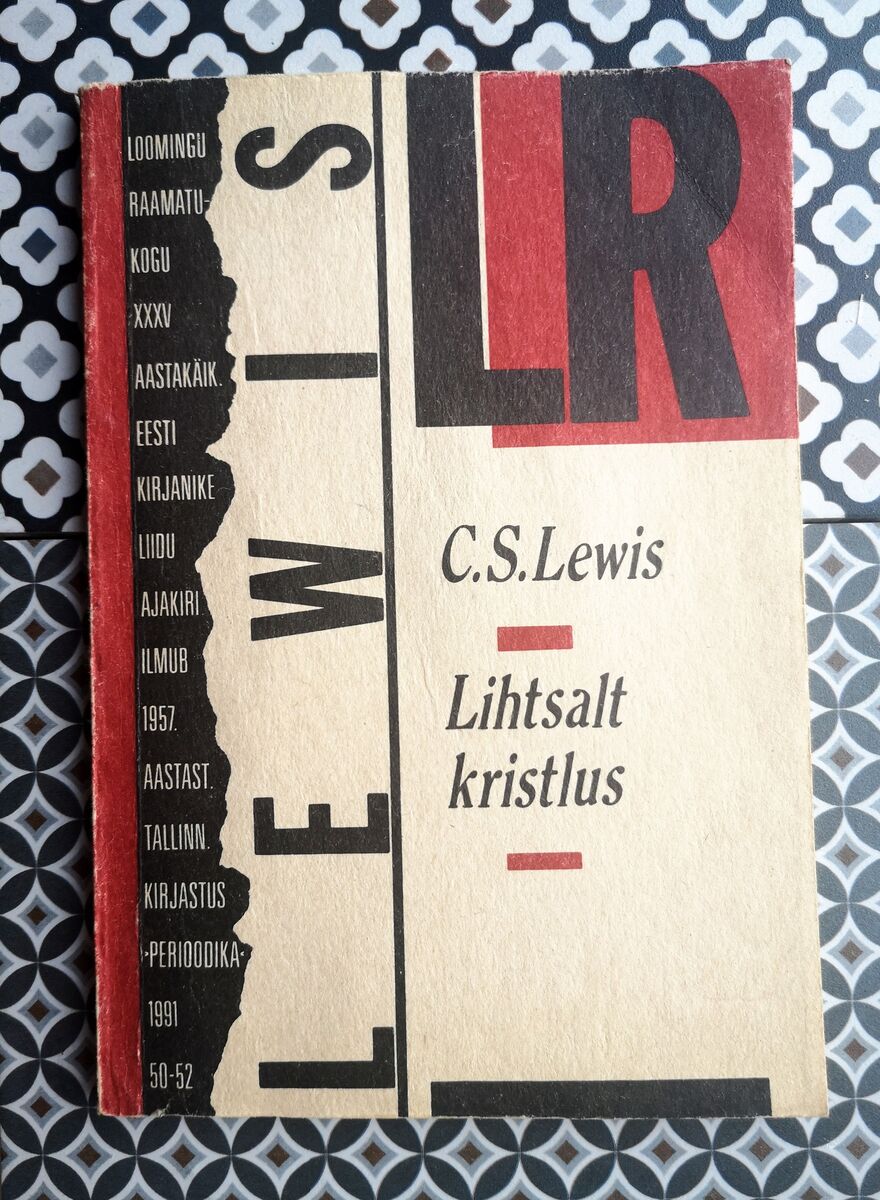 LOOMINGU
RAAMATU-
KOGU
XXXV
AASTAKÄIK.
EESTI
KIRJANIKE
LIIDU
AJAKIRI
ILMUB
1957.
AASTAST.
TALLINN.
KIRJASTUS
›PERIOODIKA‹
1991
50-52
LEWIS
LR
C.S.Lewis
Lihtsalt
kristlus